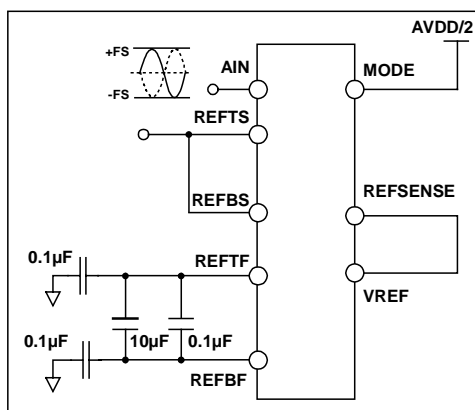 AVDD/2
+FS
-FS
AIN
MODE
REFTS
REFBS
REFSENSE
0.1µF
REFTF
VREF
0.1µF
10µF
0.1µF
REFBF